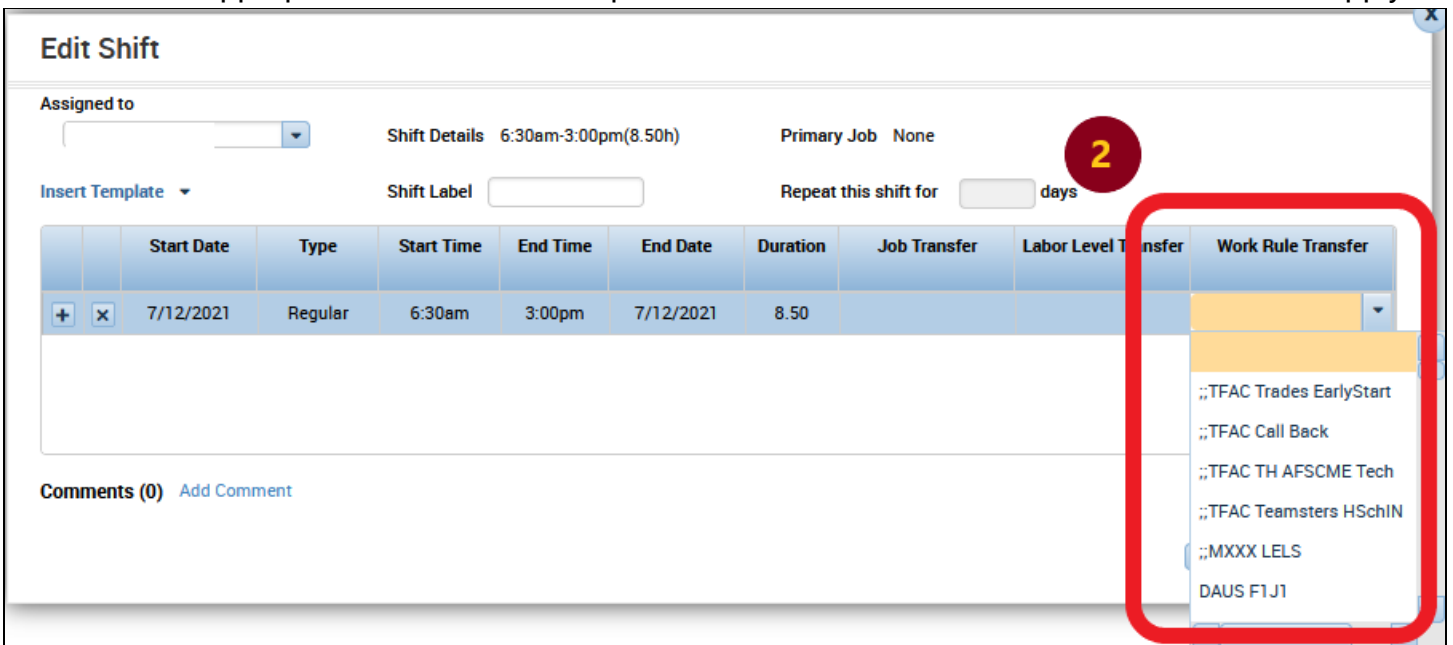 Edit Shift
x
Assigned to
Shift Details 6:30am-3:00pm(8.50h) Primary Job None
2
Insert Template Shift Label Repeat this shift for days
Start Date Type Start Time End Time End Date Duration Job Transfer Labor Level Transfer Work Rule Transfer
+ x 7/12/2021 Regular 6:30am 3:00pm 7/12/2021 8.50
;;TFAC Trades EarlyStart
;;TFAC Call Back
;;TFAC TH AFSCME Tech
;;TFAC Teamsters HSchIN
;;MXXX LELS
DAUS F1J1
Comments (0) Add Comment